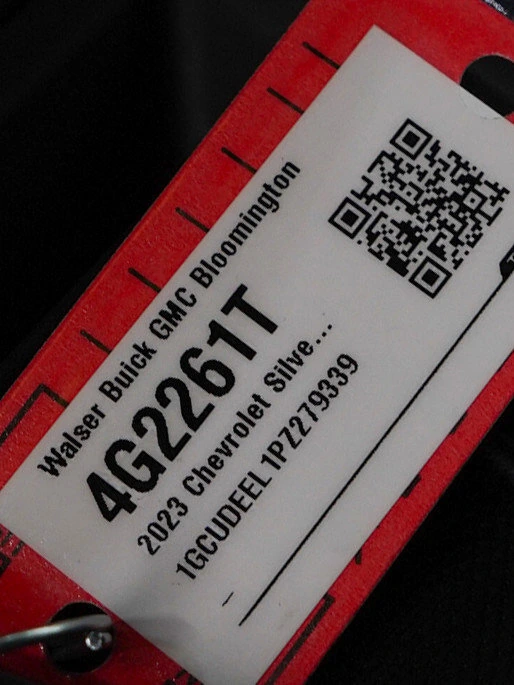 Walser Buick GMC Bloomington
4G2261T
2023 Chevrolet Silve...
1GCUDEEL 1PZ279339